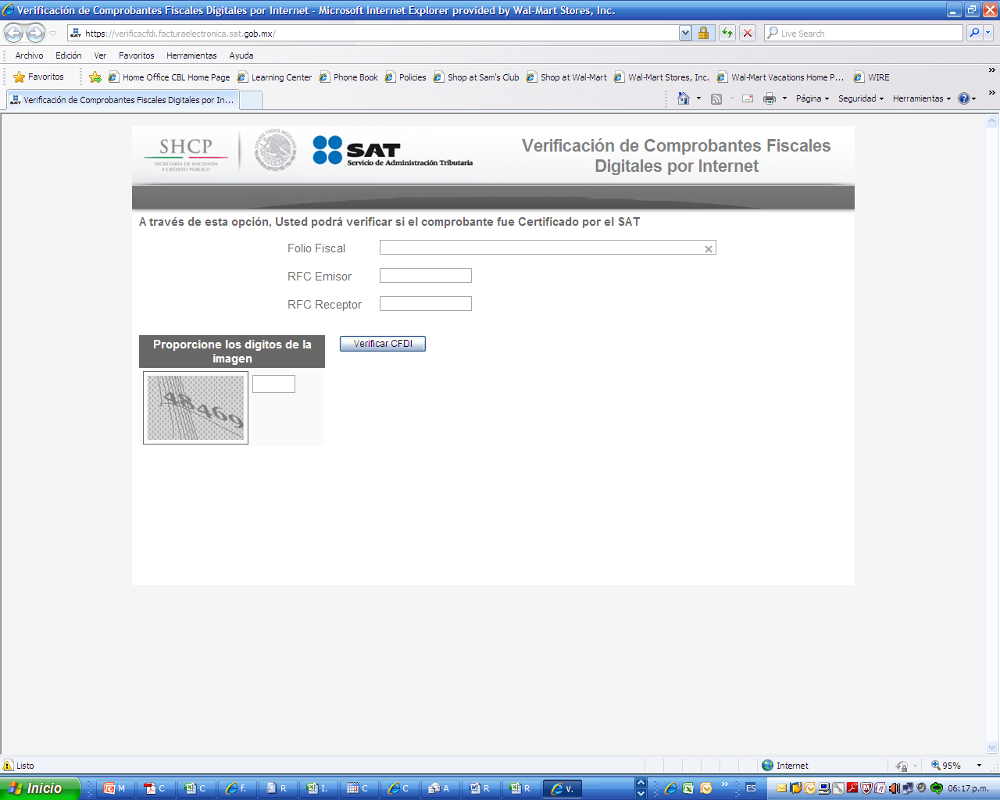 Verificación de Comprobantes Fiscales Digitales por Internet - Microsoft Internet Explorer provided by Wal-Mart Stores, Inc.
https://verificacfdi.facturaelectronica.sat.gob.mx/
Live Search
Archivo Edición Ver Favoritos Herramientas Ayuda
Favoritos Home Office CBL Home Page Learning Center Phone Book Policies Shop at Sam's Club Shop at Wal-Mart Wal-Mart Stores, Inc. Wal-Mart Vacations Home P... WIRE
Verificación de Comprobantes Fiscales Digitales por In... Página Seguridad Herramientas
SHCP
SECRETARÍA DE HACIENDA
Y CRÉDITO PÚBLICO
ESTADOS UNIDOS MEXICANOS
SAT
Servicio de Administración Tributaria
Verificación de Comprobantes Fiscales
Digitales por Internet
A través de esta opción, Usted podrá verificar si el comprobante fue Certificado por el SAT
Folio Fiscal
RFC Emisor
RFC Receptor
Proporcione los dígitos de la
imagen
Verificar CFDI
48469
Listo Internet 95%
Inicio M C C f. R I. C C A R R V. ES 06:17 p.m.